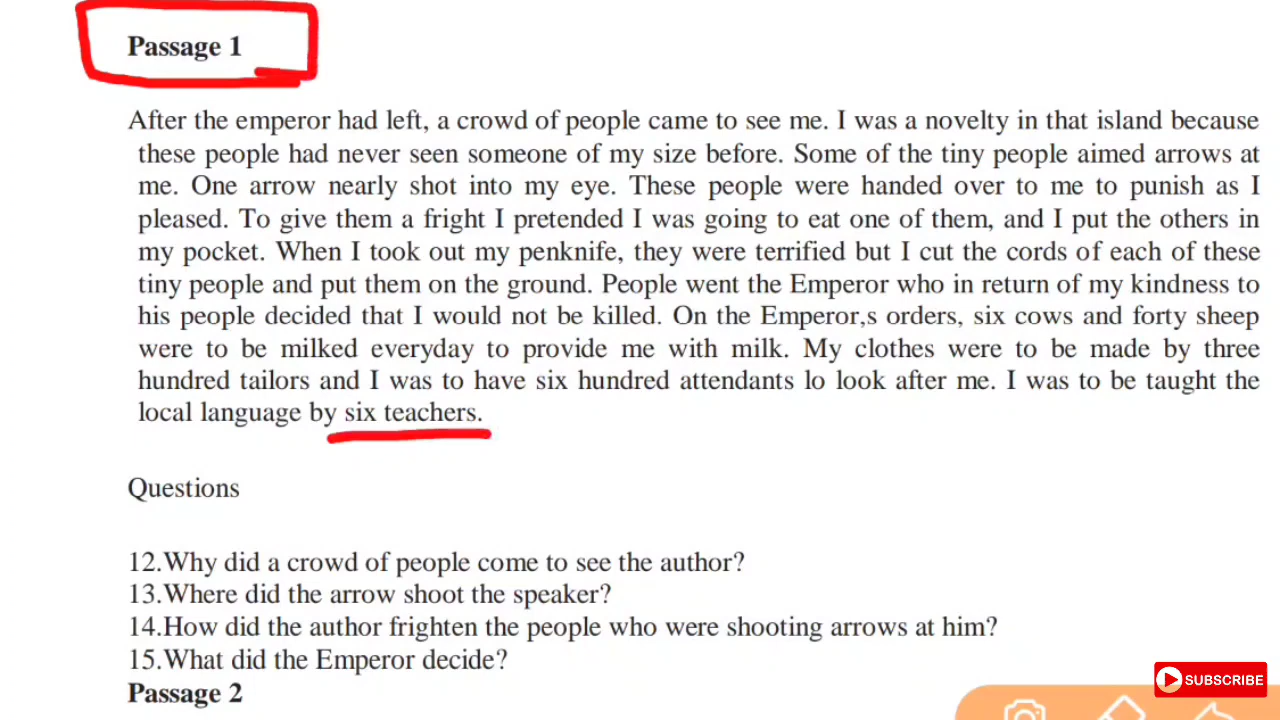 Passage 1
After the emperor had left, a crowd of people came to see me. I was a novelty in that island because
these people had never seen someone of my size before. Some of the tiny people aimed arrows at
me. One arrow nearly shot into my eye. These people were handed over to me to punish as I
pleased. To give them a fright I pretended I was going to eat one of them, and I put the others in
my pocket. When I took out my penknife, they were terrified but I cut the cords of each of these
tiny people and put them on the ground. People went the Emperor who in return of my kindness to
his people decided that I would not be killed. On the Emperor,s orders, six cows and forty sheep
were to be milked everyday to provide me with milk. My clothes were to be made by three
hundred tailors and I was to have six hundred attendants lo look after me. I was to be taught the
local language by six teachers.
Questions
12.Why did a crowd of people come to see the author?
13.Where did the arrow shoot the speaker?
14.How did the author frighten the people who were shooting arrows at him?
15.What did the Emperor decide?
Passage 2
SUBSCRIBE